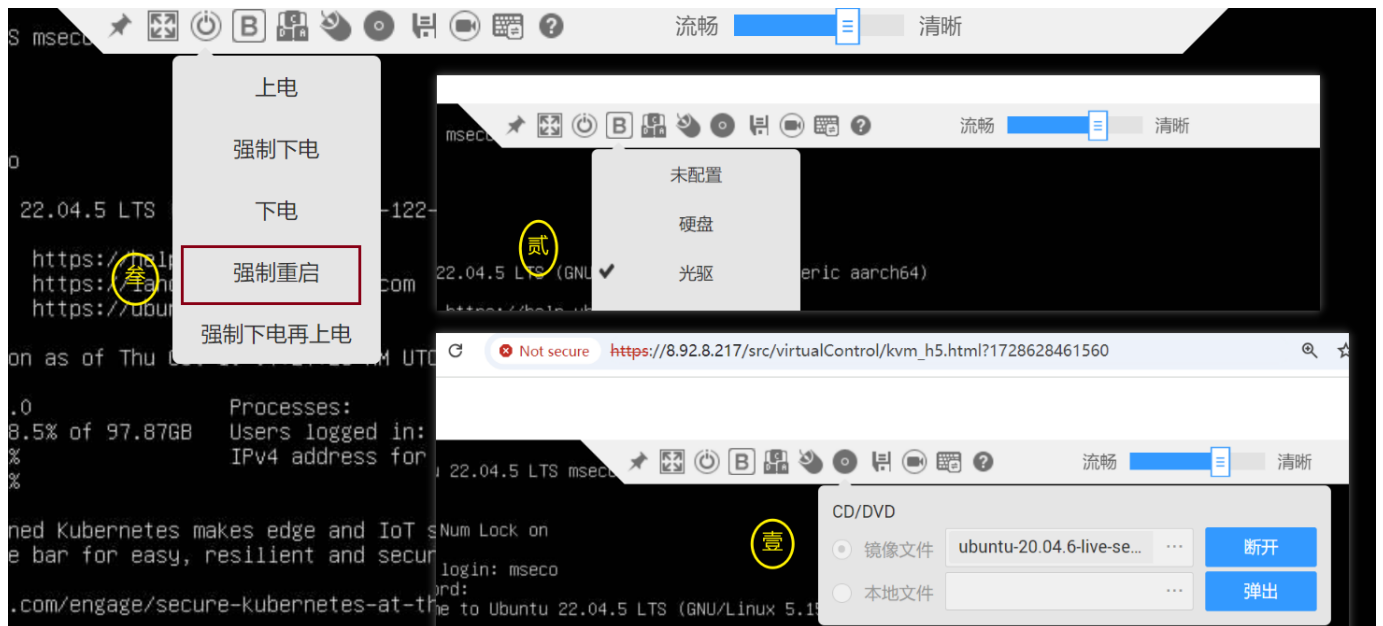 S msec
流畅 清晰
上电
强制下电
下电
强制重启
强制下电再上电
叁
22.04.5 LTS
-122-
https://help
https:/
com
https://ubu
on as of Thu
M UTC
.0 Processes:
8.5% of 97.87GB Users logged in:
% IPv4 address for
%
ned Kubernetes makes edge and IoT s
e bar for easy, resilient and secur
.com/engage/secure-kubernetes-at-th
msec
流畅 清晰
未配置
硬盘
光驱
贰
22.04.5 LTS (GNU
eric aarch64)
Not secure https://8.92.8.217/src/virtualControl/kvm_h5.html?1728628461560
22.04.5 LTS msec
流畅 清晰
CD/DVD
镜像文件 ubuntu-20.04.6-live-se... ... 断开
本地文件 ... 弹出
壹
Num Lock on
login: mseco
ord:
me to Ubuntu 22.04.5 LTS (GNU/Linux 5.15